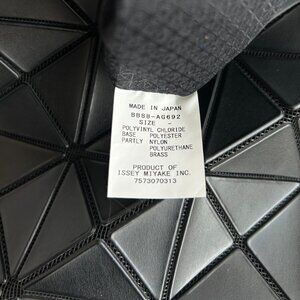 MADE IN JAPAN
BB88-AG692
SIZE -
POLYVINYL CHLORIDE
BASE POLYESTER
PARTLY NYLON
POLYURETHANE
BRASS
PRODUCT OF
ISSEY MIYAKE INC.
7573070313